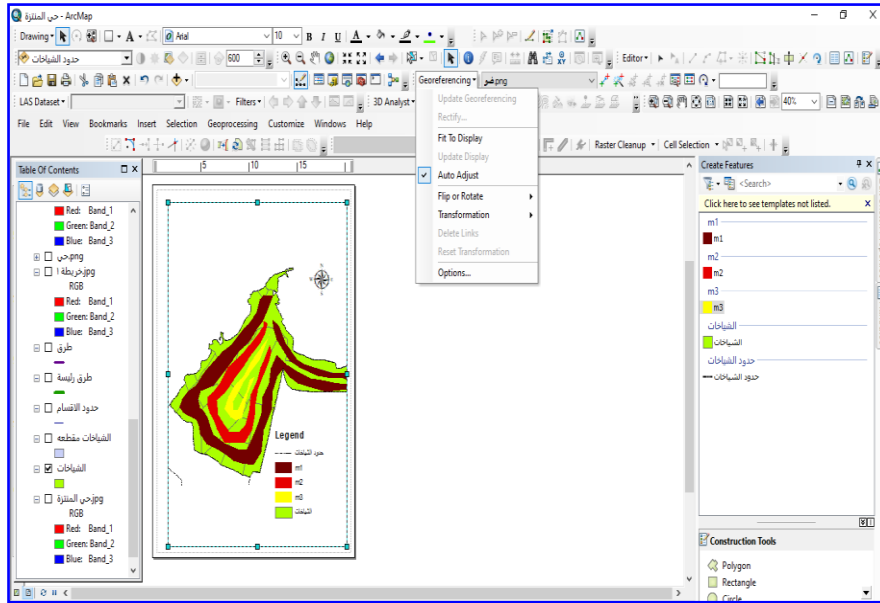 حي المنتزة - ArcMap
Drawing
Arial
10
B I U A
حدود الشياخات
600
Editor
Georeferencing
png.
LAS Dataset
Filters
3D Analyst
40%
File Edit View Bookmarks Insert Selection Geoprocessing Customize Windows Help
Raster Cleanup
Cell Selection
Update Georeferencing
Rectify...
Fit To Display
Update Display
Auto Adjust
Flip or Rotate
Transformation
Delete Links
Reset Transformation
Options...
Table Of Contents
Red: Band_1
Green: Band_2
Blue: Band_3
حي.png
خريطة ا.jpg
RGB
Red: Band_1
Green: Band_2
Blue: Band_3
طرق
طرق رئيسة
حدود الاقسام
الشياخات مقطعه
الشياخات
حي المنتزة.jpg
RGB
Red: Band_1
Green: Band_2
Blue: Band_3
5 10 15
Legend
حدود الشياخات
m1
m2
m3
الشياخات
Create Features
<Search>
Click here to see templates not listed.
m1
m1
m2
m2
m3
m3
الشياخات
الشياخات
حدود الشياخات
حدود الشياخات
Construction Tools
Polygon
Rectangle
Circle